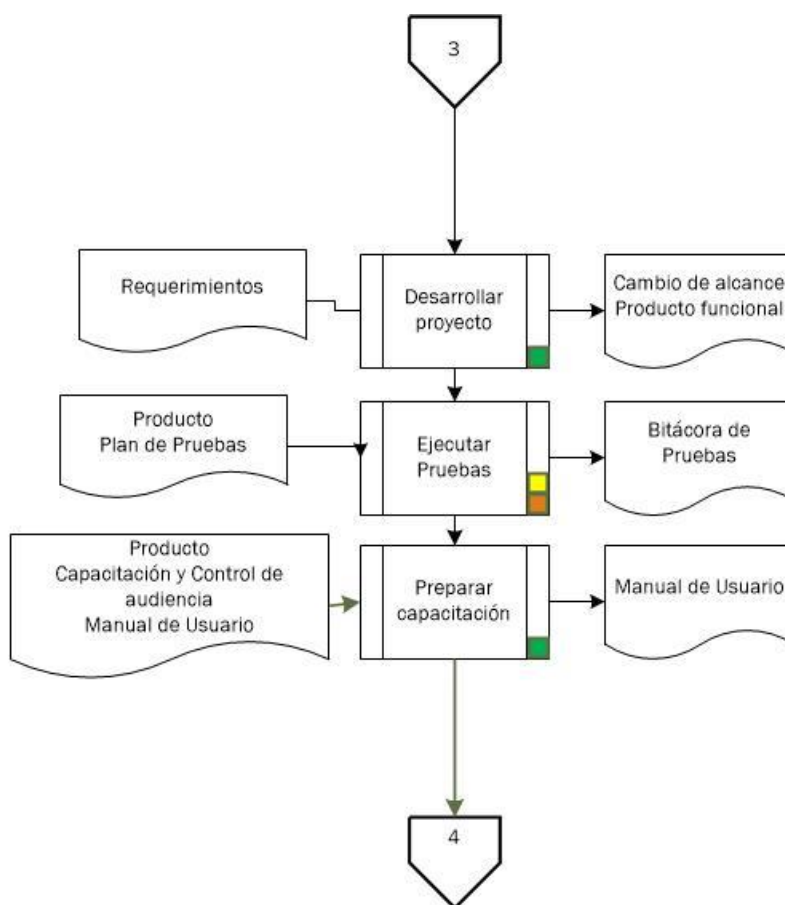 3
Requerimientos
Desarrollar
proyecto
Cambio de alcance
Producto funcional
Producto
Plan de Pruebas
Ejecutar
Pruebas
Bitácora de
Pruebas
Producto
Capacitación y Control de
audiencia
Manual de Usuario
Preparar
capacitación
Manual de Usuario
4